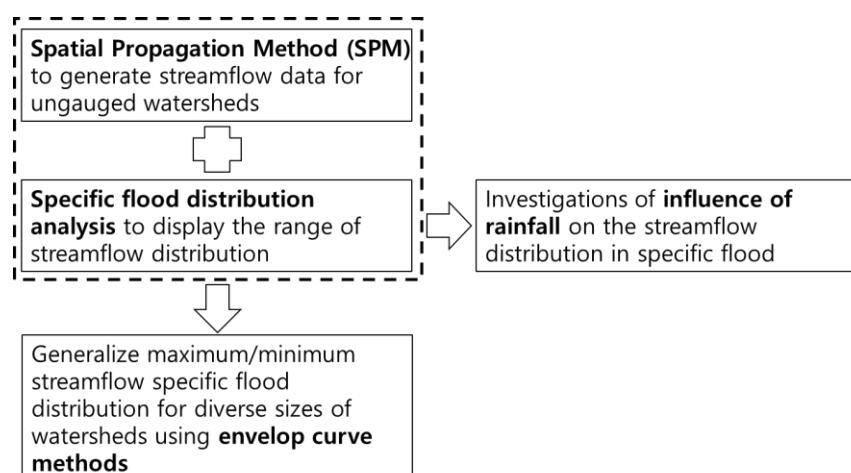 Spatial Propagation Method (SPM)
to generate streamflow data for
ungauged watersheds
Specific flood distribution
analysis to display the range of
streamflow distribution
Investigations of influence of
rainfall on the streamflow
distribution in specific flood
Generalize maximum/minimum
streamflow specific flood
distribution for diverse sizes of
watersheds using envelop curve
methods